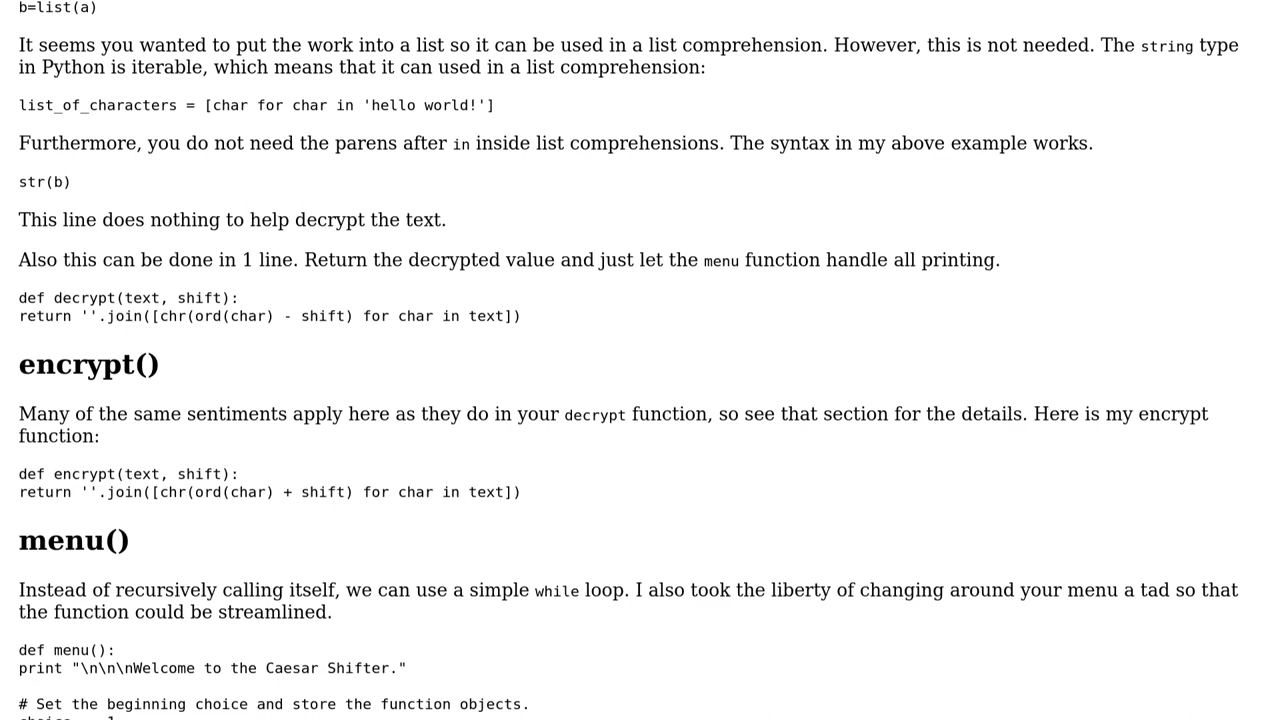 b=list(a)
It seems you wanted to put the work into a list so it can be used in a list comprehension. However, this is not needed. The string type
in Python is iterable, which means that it can used in a list comprehension:
list_of_characters = [char for char in 'hello world!']
Furthermore, you do not need the parens after in inside list comprehensions. The syntax in my above example works.
str(b)
This line does nothing to help decrypt the text.
Also this can be done in 1 line. Return the decrypted value and just let the menu function handle all printing.
def decrypt(text, shift):
return ''.join([chr(ord(char) - shift) for char in text])
encrypt()
Many of the same sentiments apply here as they do in your decrypt function, so see that section for the details. Here is my encrypt
function:
def encrypt(text, shift):
return ''.join([chr(ord(char) + shift) for char in text])
menu()
Instead of recursively calling itself, we can use a simple while loop. I also took the liberty of changing around your menu a tad so that
the function could be streamlined.
def menu():
print "\n\n\nWelcome to the Caesar Shifter."
# Set the beginning choice and store the function objects.